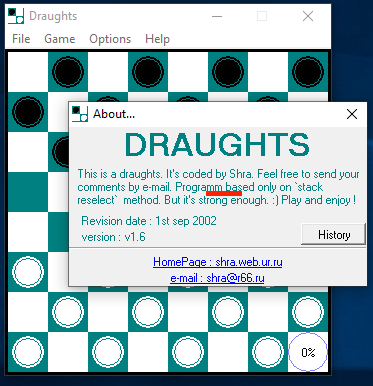 Draughts
File Game Options Help
About...
DRAUGHTS
This is a draughts. It's coded by Shra. Feel free to send your
comments by e-mail. Programm based only on `stack
reselect` method. But it's strong enough. :) Play and enjoy !
Revision date : 1st sep 2002
version : v1.6
History
HomePage : shra.web.ur.ru
e-mail : shra@r66.ru
0%